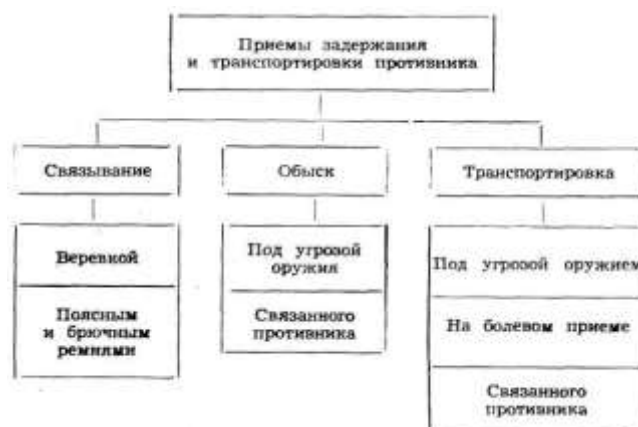 Приемы задержания
и транспортировки противника
Связывание
Обыск
Транспортировка
Веревкой
Поясным
и брючным
ремнями
Под угрозой
оружия
Связанного
противника
Под угрозой оружием
На болевом приеме
Связанного
противника